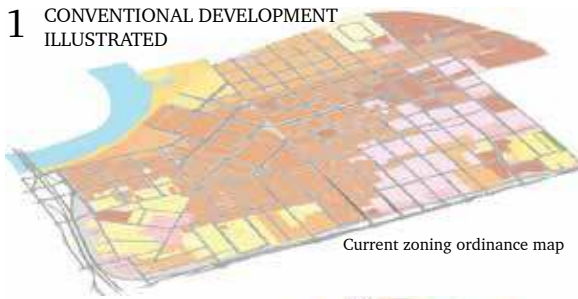 1 CONVENTIONAL DEVELOPMENT
ILLUSTRATED
Current zoning ordinance map